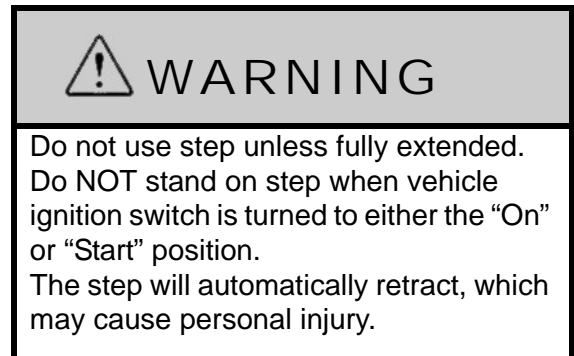 WARNING
Do not use step unless fully extended.
Do NOT stand on step when vehicle
ignition switch is turned to either the “On”
or “Start” position.
The step will automatically retract, which
may cause personal injury.